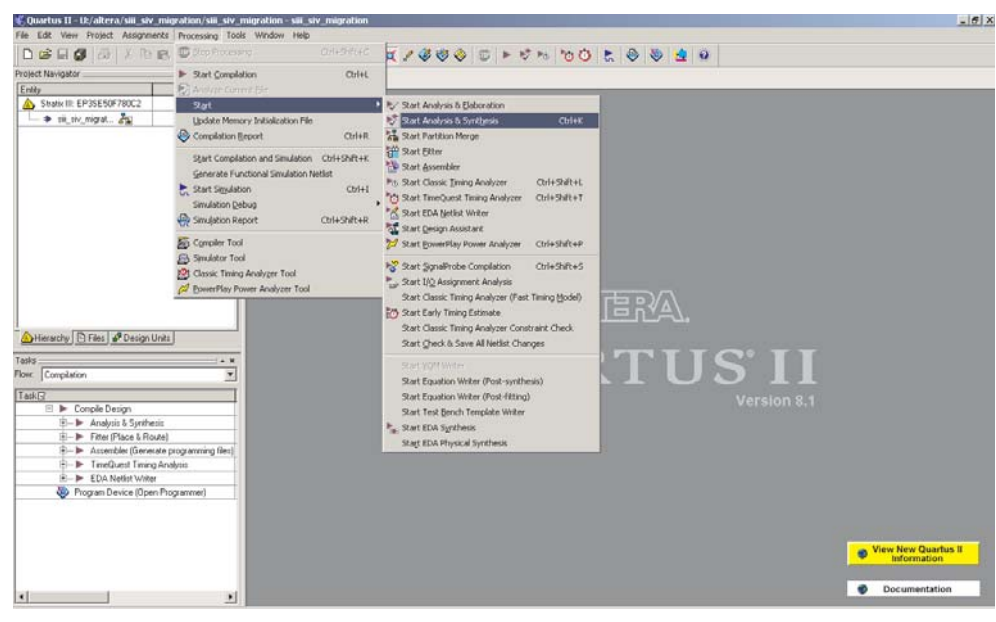 Quartus II - D:/altera/siii_siv_migration/siii_siv_migration - siii_siv_migration
File Edit View Project Assignments Processing Tools Window Help
Stop Processing Ctrl+Shift+C
Project Navigator
Start Compilation Ctrl+L
Entity
Analyze Current File
Stratix III: EP3SE50F780C2
Start
Start Analysis & Elaboration
siii_siv_migrat...
Update Memory Initialization File
Start Analysis & Synthesis Ctrl+K
Compilation Report Ctrl+R
Start Partition Merge
Start Fitter
Start Compilation and Simulation Ctrl+Shift+K
Start Assembler
Generate Functional Simulation Netlist
Start Classic Timing Analyzer Ctrl+Shift+L
Start Simulation Ctrl+I
Start TimeQuest Timing Analyzer Ctrl+Shift+T
Simulation Debug
Start EDA Netlist Writer
Simulation Report Ctrl+Shift+R
Start Design Assistant
Compiler Tool
Start PowerPlay Power Analyzer Ctrl+Shift+P
Simulator Tool
Start SignalProbe Compilation Ctrl+Shift+S
Classic Timing Analyzer Tool
Start I/O Assignment Analysis
PowerPlay Power Analyzer Tool
Start Classic Timing Analyzer (Fast Timing Model)
Start Early Timing Estimate
Start Classic Timing Analyzer Constraint Check
Hierarchy Files Design Units
Start Check & Save All Netlist Changes
Tasks
Start VQM Writer
Flow: Compilation
Start Equation Writer (Post-synthesis)
Task
Start Equation Writer (Post-fitting)
Compile Design
Start Test Bench Template Writer
Analysis & Synthesis
Start EDA Synthesis
Fitter (Place & Route)
Start EDA Physical Synthesis
Assembler (Generate programming files)
TimeQuest Timing Analysis
EDA Netlist Writer
Program Device (Open Programmer)
TERA.
TUS II
Version 8.1
View New Quartus II
Information
Documentation